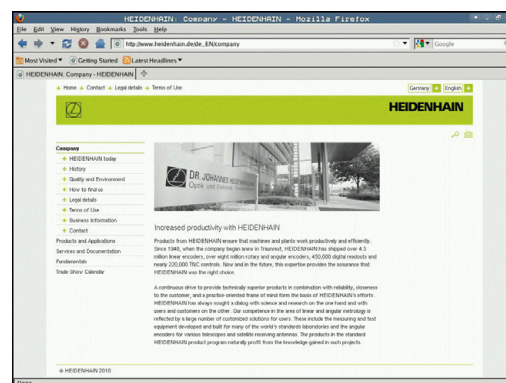 HEIDENHAIN: Company - HEIDENHAIN - Mozilla Firefox
File Edit View History Bookmarks Tools Help
http://www.heidenhain.de/de_EN/company
Google
Most Visited Getting Started Latest Headlines
HEIDENHAIN: Company - HEIDENHAIN
Home Contact Legal details Terms of Use
Germany English
HEIDENHAIN
Company
HEIDENHAIN today
History
Quality and Environment
How to find us
Legal details
Terms of Use
Business Information
Contact
Products and Applications
Services and Documentation
Fundamentals
Trade Show Calendar
DR. JOHANNES HEIDENHAIN
Optik und Elektronik
Increased productivity with HEIDENHAIN
Products from HEIDENHAIN ensure that machines and plants work productively and efficiently.
Since 1948, when the company began anew in Traunreut, HEIDENHAIN has shipped over 4.5
million linear encoders, over eight million rotary and angular encoders, 450,000 digital readouts and
nearly 220,000 TNC controls. Now and in the future, this expertise provides the assurance that
HEIDENHAIN was the right choice.
A continuous drive to provide technically superior products in combination with reliability, closeness
to the customer, and a practice-oriented frame of mind form the basis of HEIDENHAIN's efforts.
HEIDENHAIN has always sought a dialog with science and research on the one hand and with
users and customers on the other. Our competence in the area of linear and angular metrology is
reflected by a large number of customized solutions for users. These include the measuring and test
equipment developed and built for many of the world's standards laboratories and the angular
encoders for various telescopes and satellite receiving antennas. The products in the standard
HEIDENHAIN product program naturally profit from the knowledge gained in such projects.
© HEIDENHAIN 2010